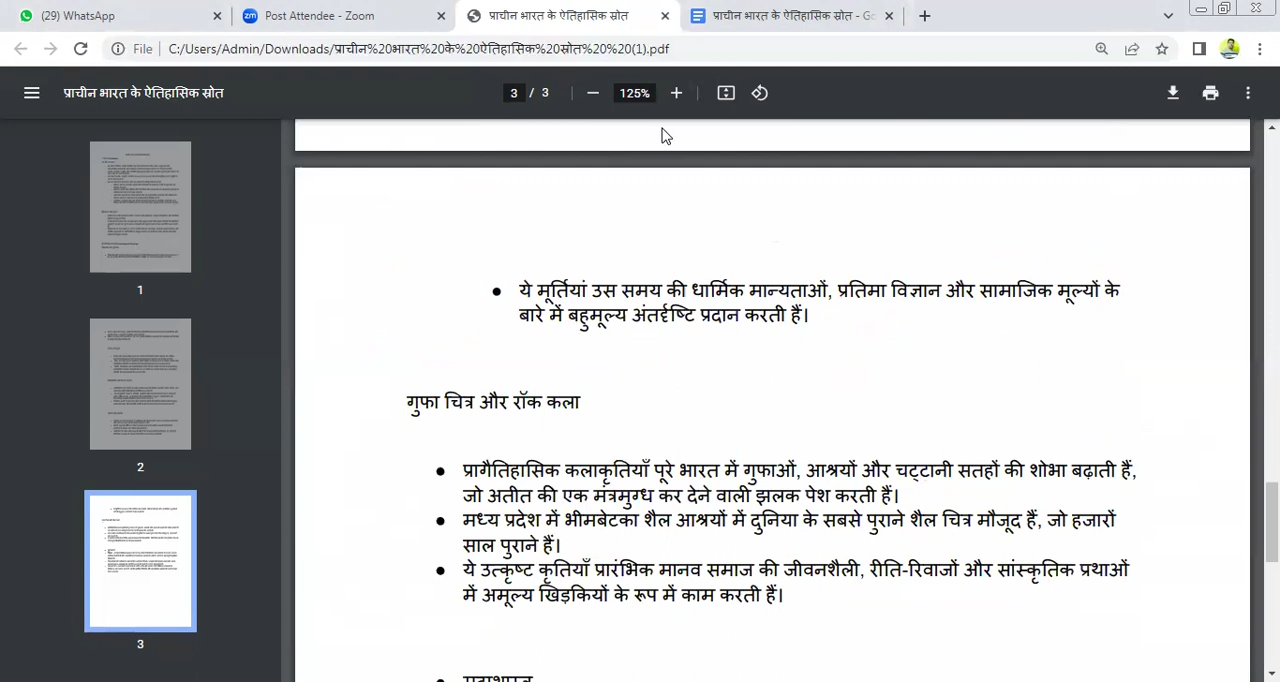 (29) WhatsApp
Post Attendee - Zoom
प्राचीन भारत के ऐतिहासिक स्रोत
प्राचीन भारत के ऐतिहासिक स्रोत - Go
File C:/Users/Admin/Downloads/प्राचीन%20भारत%20के%20ऐतिहासिक%20स्रोत%20%20(1).pdf
प्राचीन भारत के ऐतिहासिक स्रोत
3 / 3
125%
1
2
3
ये मूर्तियां उस समय की धार्मिक मान्यताओं, प्रतिमा विज्ञान और सामाजिक मूल्यों के
बारे में बहुमूल्य अंतर्दृष्टि प्रदान करती हैं।
गुफा चित्र और रॉक कला
प्रागैतिहासिक कलाकृतियाँ पूरे भारत में गुफाओं, आश्रयों और चट्टानी सतहों की शोभा बढ़ाती हैं,
जो अतीत की एक मंत्रमुग्ध कर देने वाली झलक पेश करती हैं।
मध्य प्रदेश के भीमबेटका शैल आश्रयों में दुनिया के सबसे पुराने शैल चित्र मौजूद हैं, जो हजारों
साल पुराने हैं।
ये उत्कृष्ट कृतियाँ प्रारंभिक मानव समाज की जीवनशैली, रीति-रिवाजों और सांस्कृतिक प्रथाओं
में अमूल्य खिड़कियों के रूप में काम करती हैं।